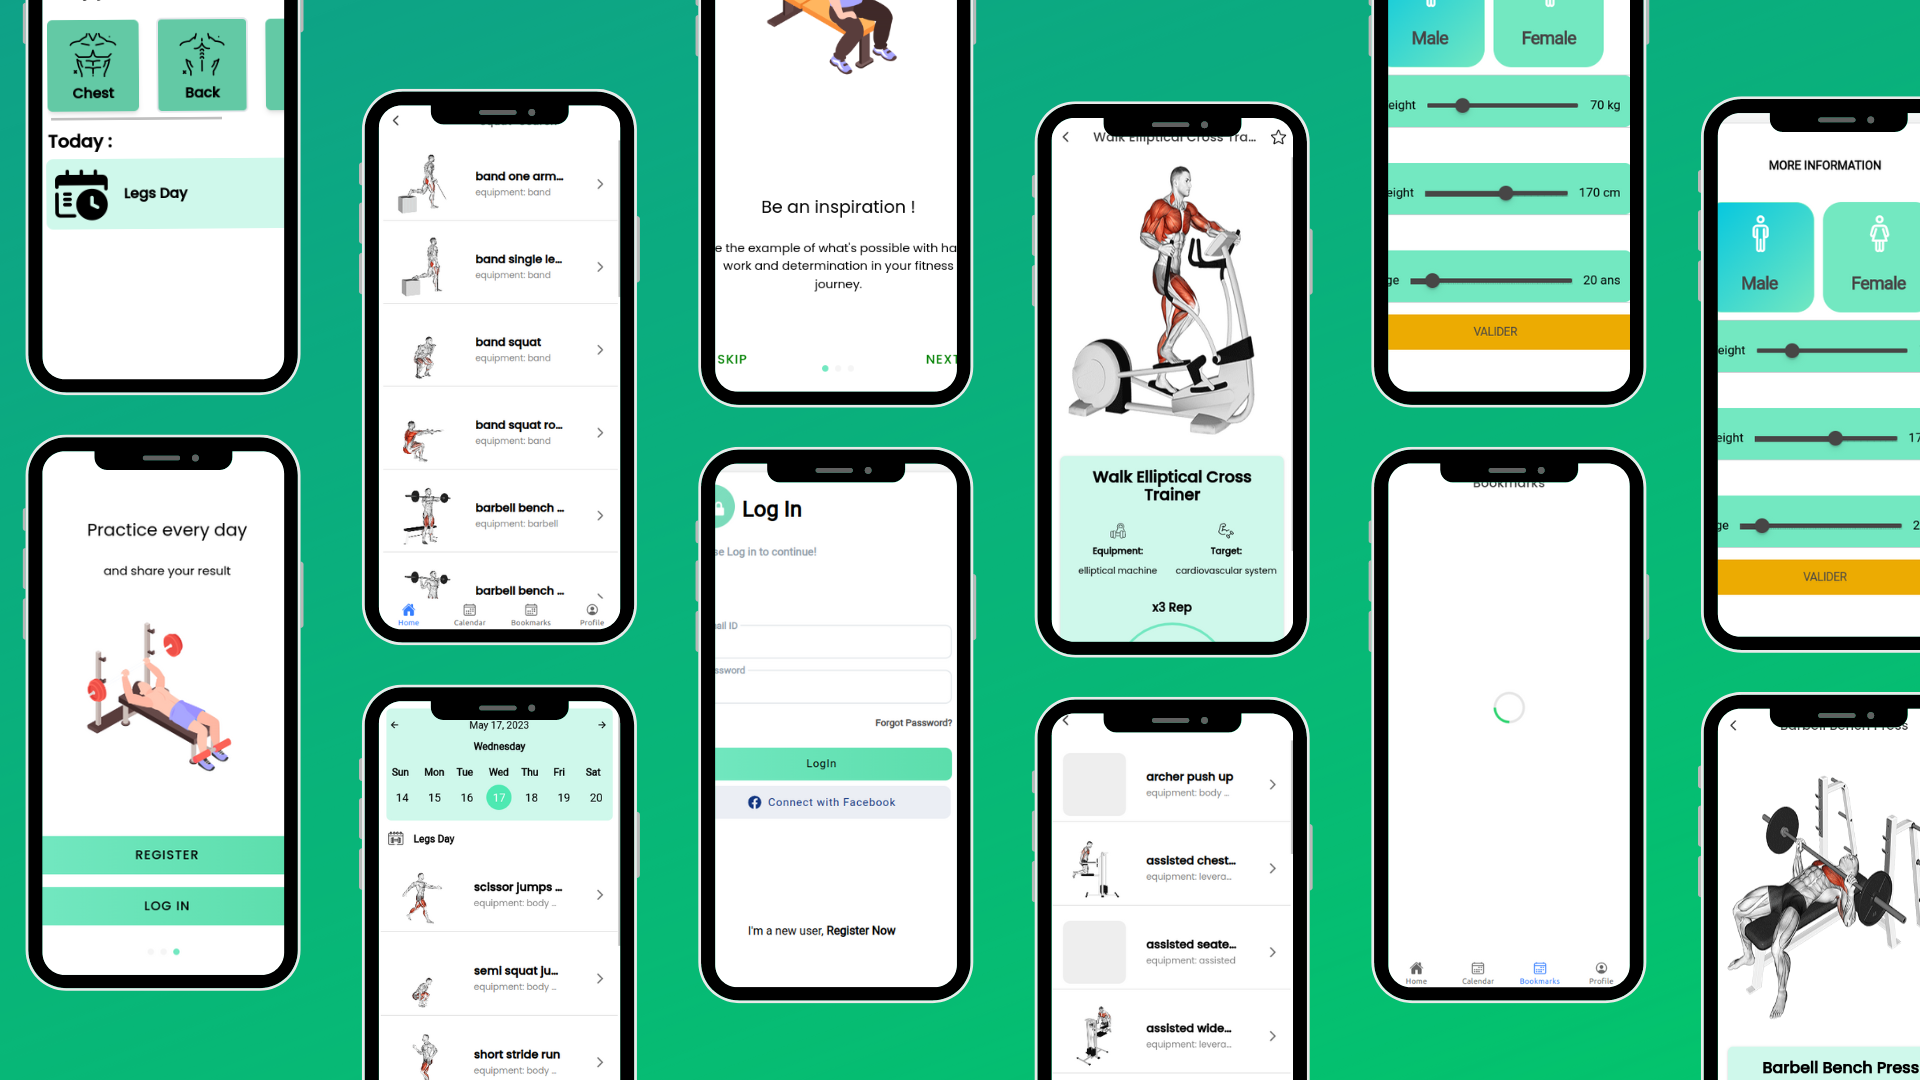 Chest
Back
Today :
Legs Day
Practice every day
and share your result
REGISTER
LOG IN
band one arm...
equipment: band
band single le...
equipment: band
band squat
equipment: band
band squat ro...
equipment: band
barbell bench ...
equipment: barbell
barbell bench ...
Home
Calendar
Bookmarks
Profile
May 17, 2023
Wednesday
Sun Mon Tue Wed Thu Fri Sat
14 15 16 17 18 19 20
Legs Day
scissor jumps ...
equipment: body ...
semi squat ju...
equipment: body ...
short stride run
equipment: body ...
Be an inspiration !
e the example of what's possible with ha
work and determination in your fitness
journey.
SKIP
NEXT
Log In
se Log in to continue!
ail ID
ssword
Forgot Password?
LogIn
Connect with Facebook
I'm a new user, Register Now
Walk Elliptical Cross Tra...
Walk Elliptical Cross
Trainer
Equipment:
Target:
elliptical machine
cardiovascular system
x3 Rep
archer push up
equipment: body ...
assisted chest...
equipment: levera...
assisted seate...
equipment: assisted
assisted wide...
equipment: levera...
Male
Female
eight
70 kg
eight
170 cm
ge
20 ans
VALIDER
Bookmarks
Home
Calendar
Bookmarks
Profile
MORE INFORMATION
Male
Female
eight
eight
17
ge
2
VALIDER
Barbell Bench Press
Barbell Bench Press